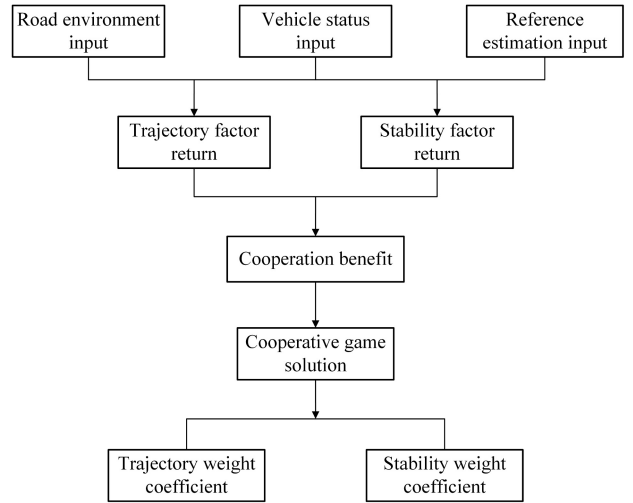 Road environment
input
Vehicle status
input
Reference
estimation input
Trajectory factor
return
Stability factor
return
Cooperation benefit
Cooperative game
solution
Trajectory weight
coefficient
Stability weight
coefficient